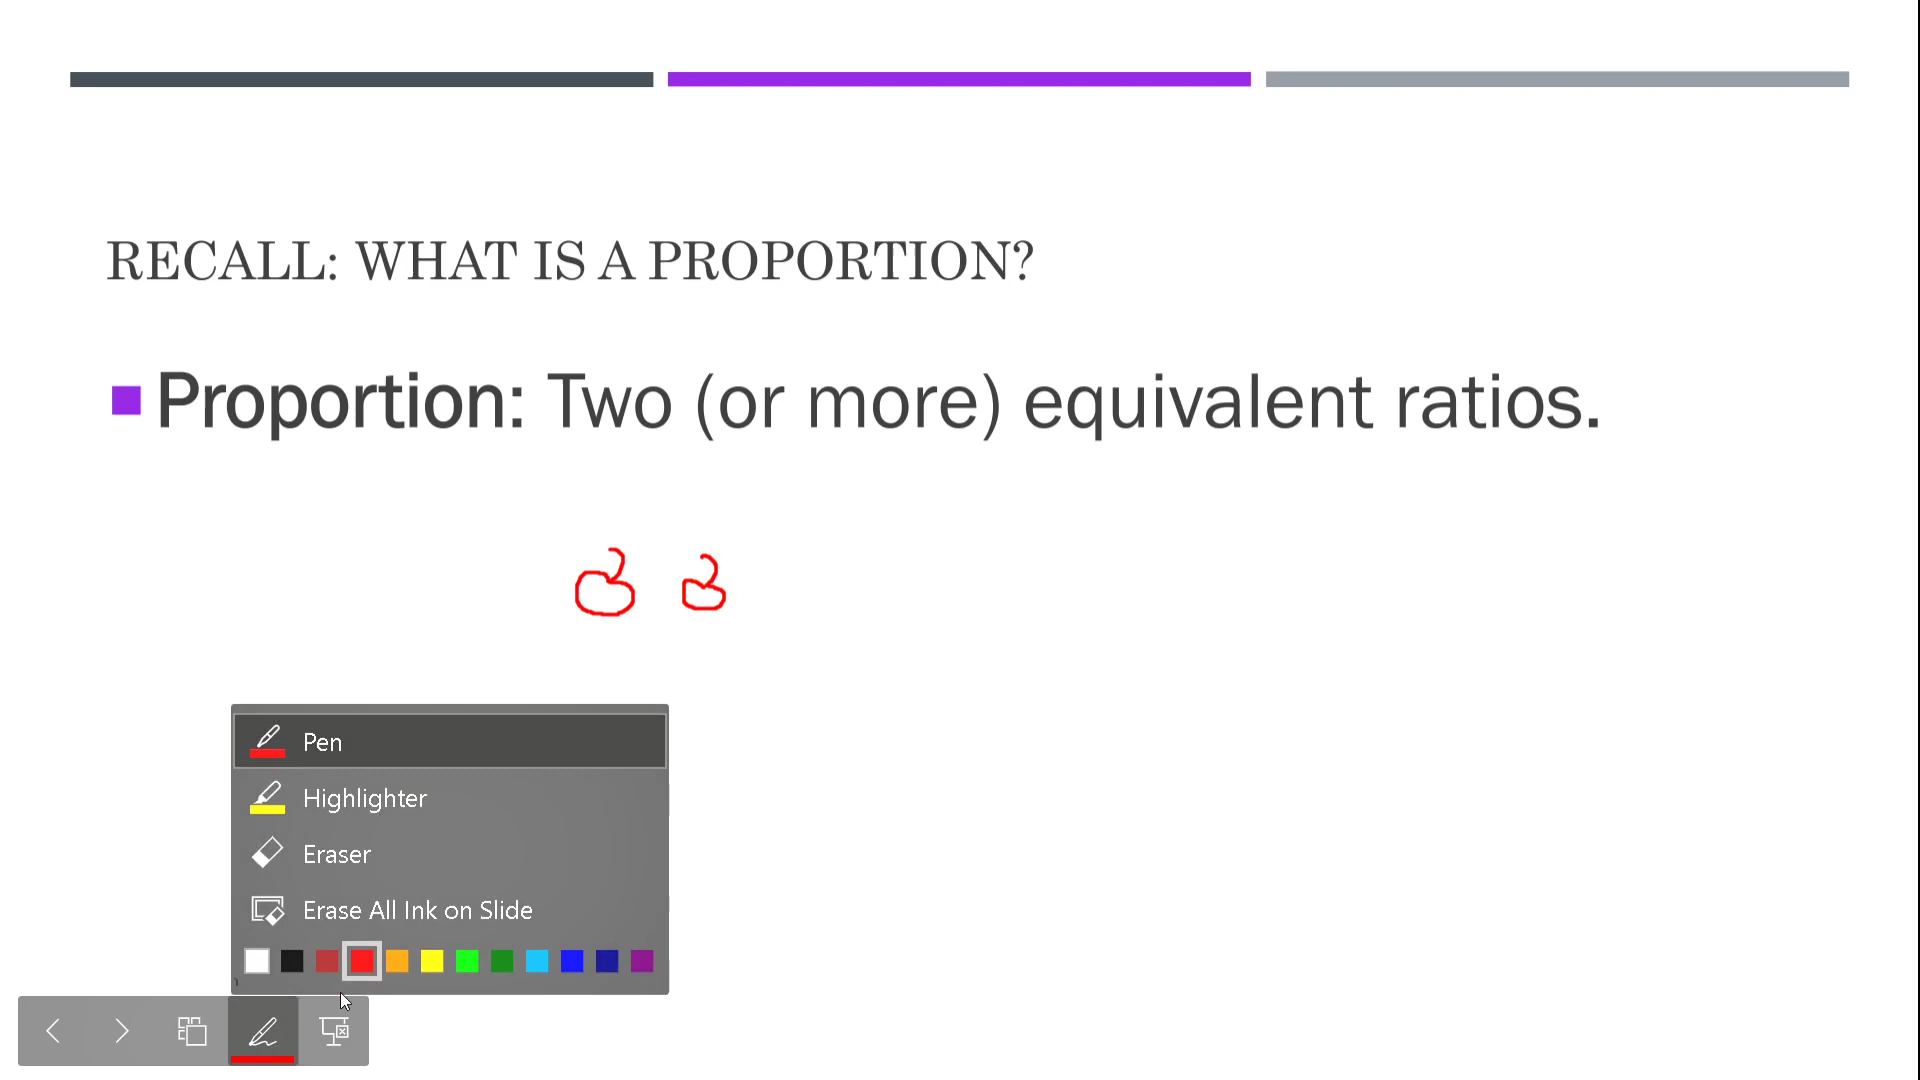 RECALL: WHAT IS A PROPORTION?
Proportion: Two (or more) equivalent ratios.
Pen
Highlighter
Eraser
Erase All Ink on Slide